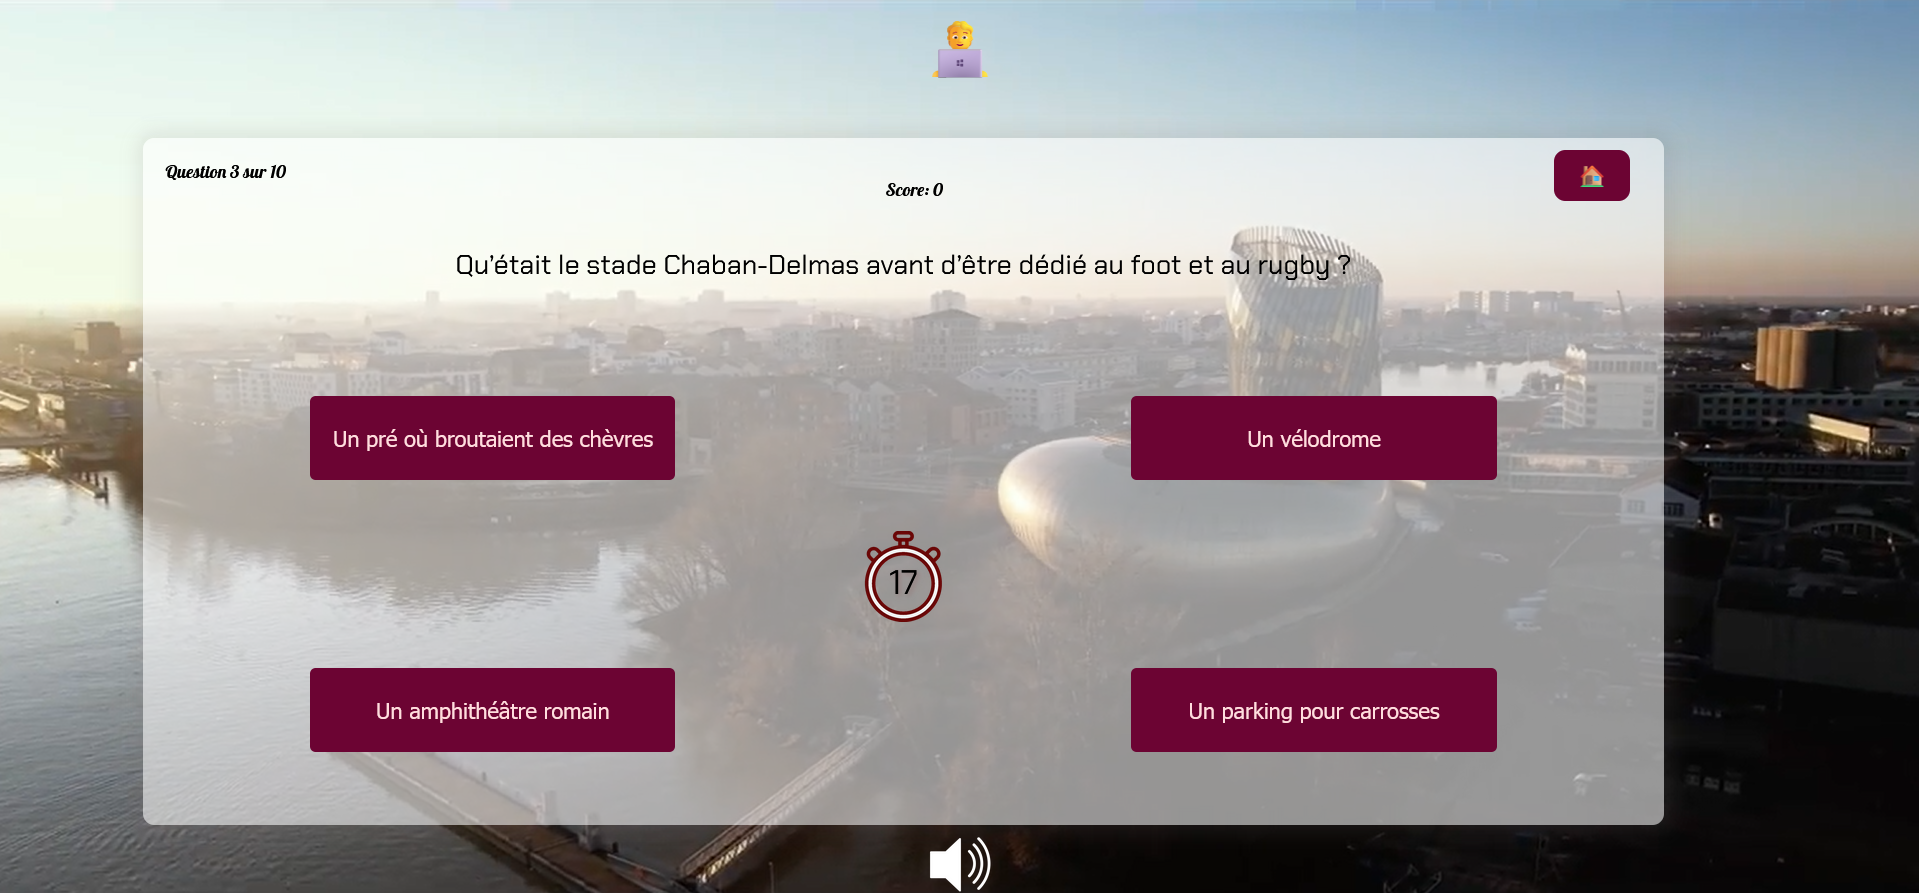 Question 3 sur 10
Score: 0
Qu'était le stade Chaban-Delmas avant d'être dédié au foot et au rugby ?
Un pré où broutaient des chèvres
Un vélodrome
17
Un amphithéâtre romain
Un parking pour carrosses